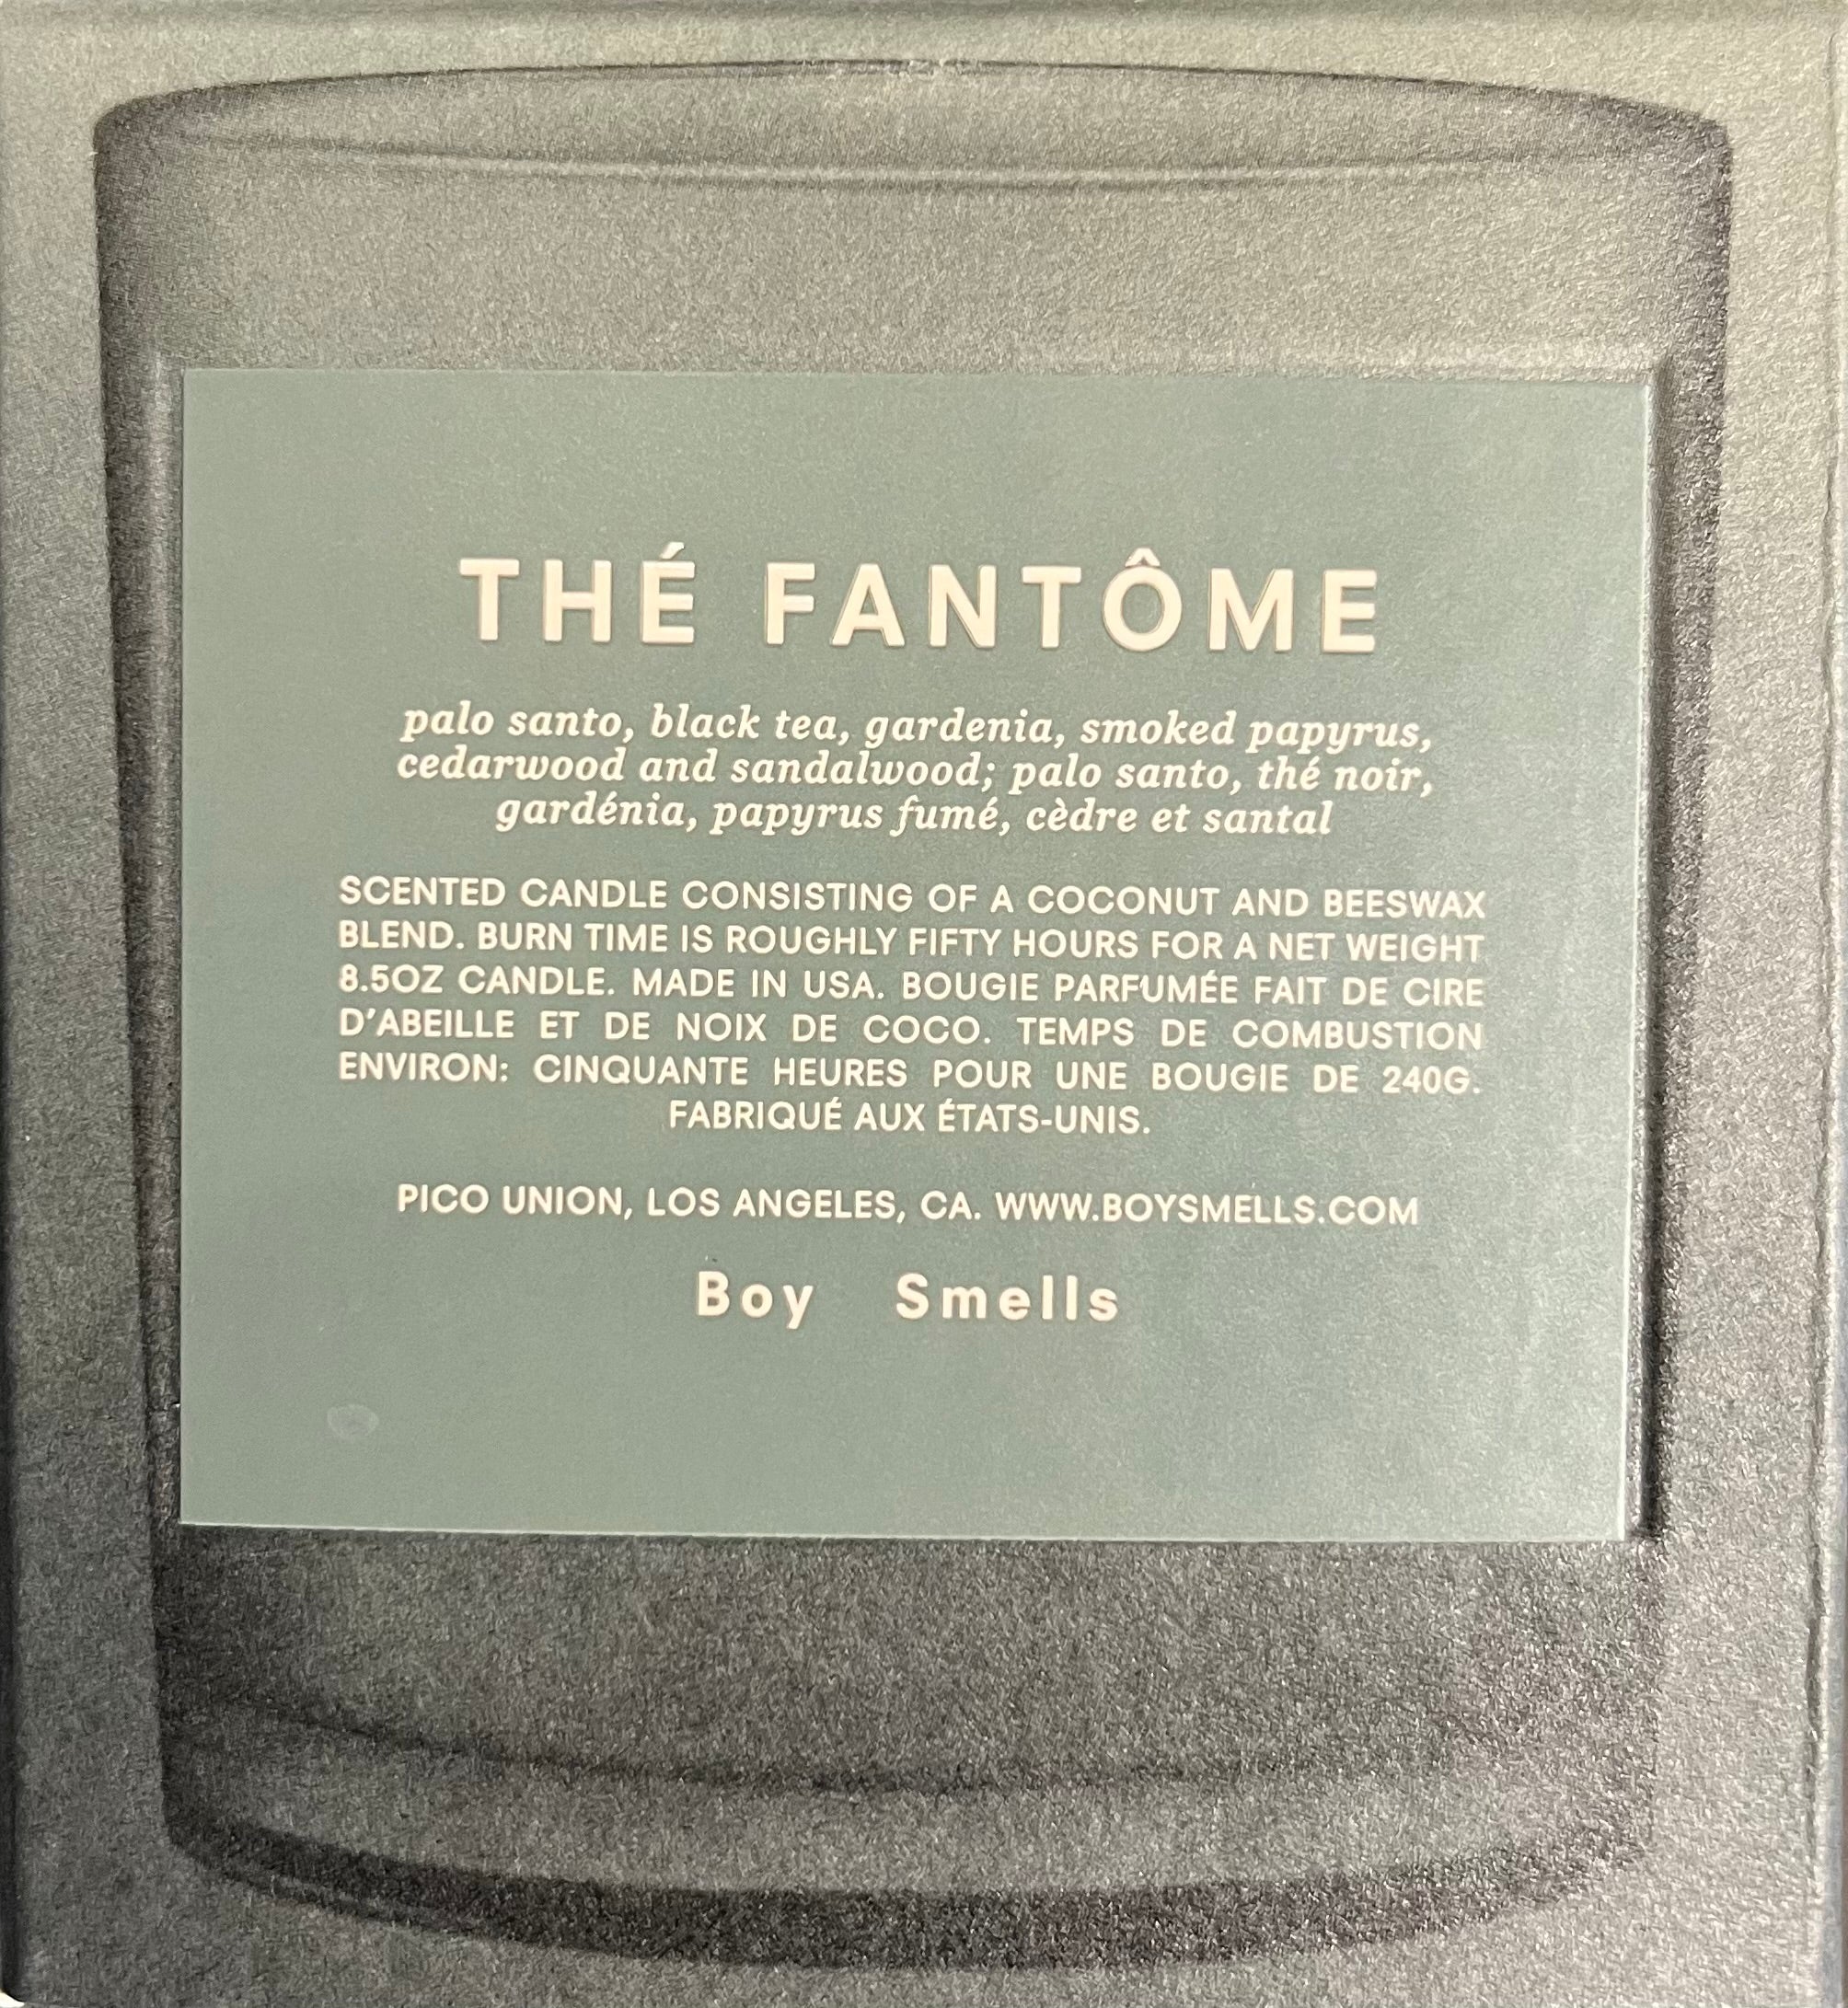 THÉ FANTÔME
palo santo, black tea, gardenia, smoked papyrus,
cedarwood and sandalwood; palo santo, thé noir,
gardénia, papyrus fumé, cèdre et santal
SCENTED CANDLE CONSISTING OF A COCONUT AND BEESWAX
BLEND. BURN TIME IS ROUGHLY FIFTY HOURS FOR A NET WEIGHT
8.5OZ CANDLE. MADE IN USA. BOUGIE PARFUMÉE FAIT DE CIRE
D'ABEILLE ET DE NOIX DE COCO. TEMPS DE COMBUSTION
ENVIRON: CINQUANTE HEURES POUR UNE BOUGIE DE 240G.
FABRIQUÉ AUX ÉTATS-UNIS.
PICO UNION, LOS ANGELES, CA. WWW.BOYSMELLS.COM
Boy Smells